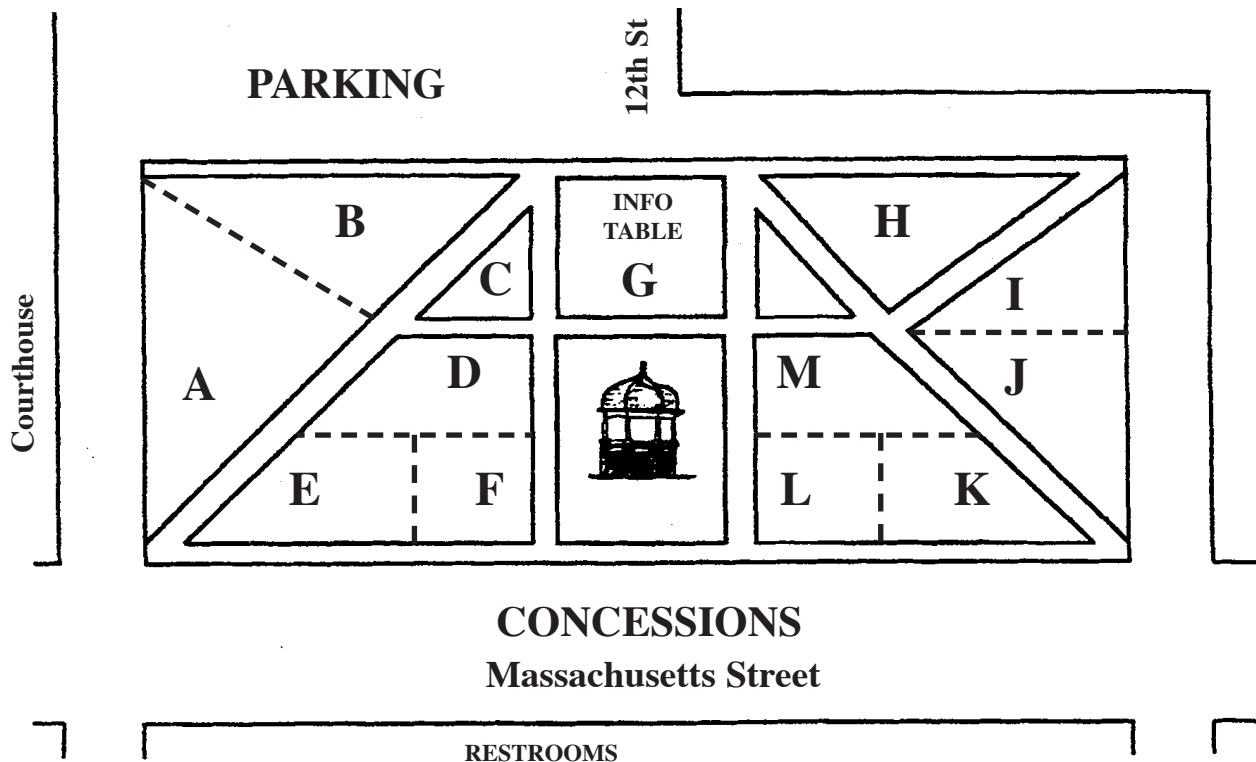 12th St
PARKING
B
INFO
TABLE
H
C
G
I
Courthouse
A
D
M
J
E
F
L
K
CONCESSIONS
Massachusetts Street
RESTROOMS